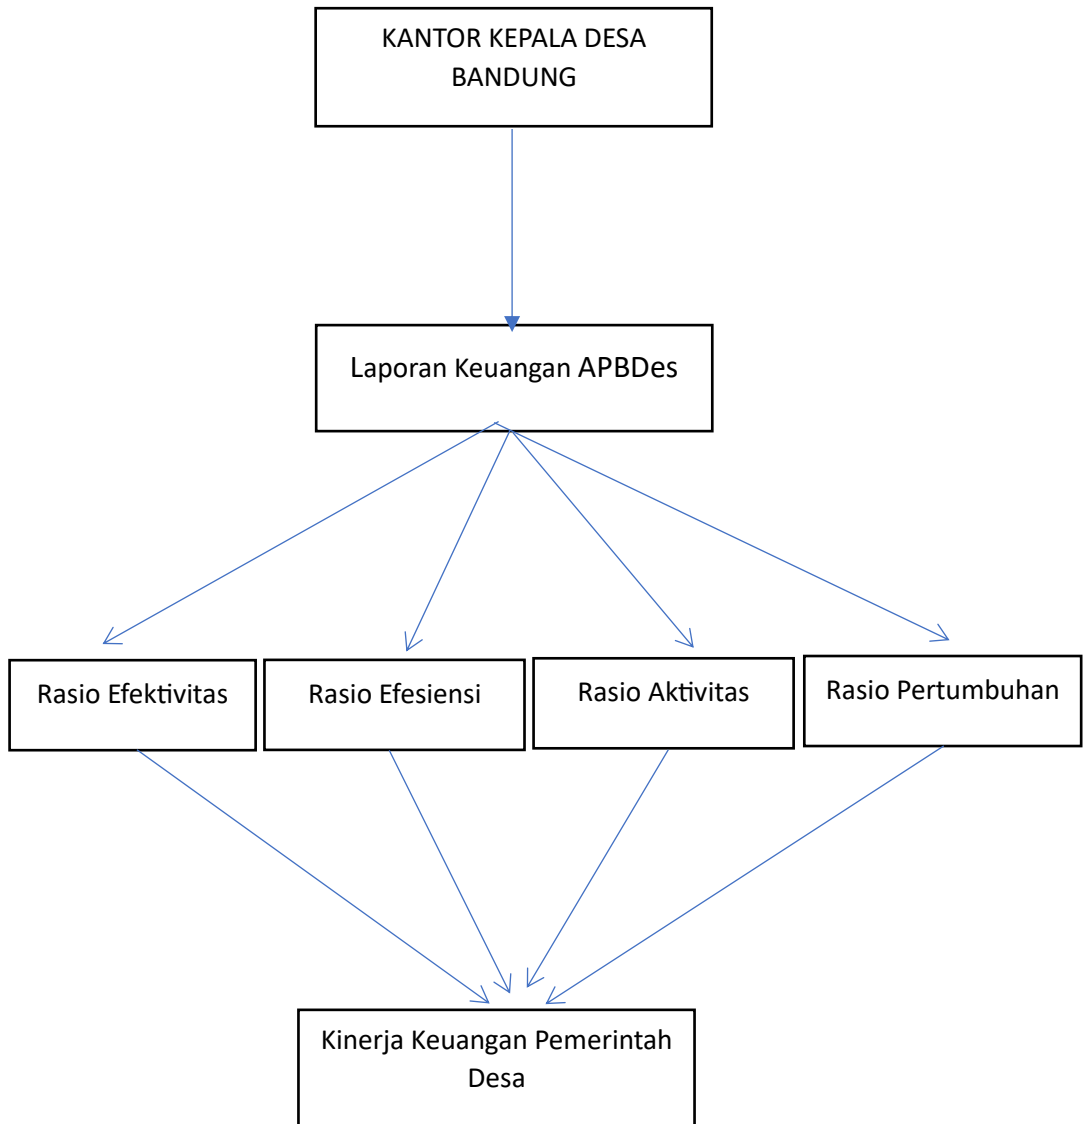 KANTOR KEPALA DESA
BANDUNG
Laporan Keuangan APBDes
Rasio Efektivitas
Rasio Efesiensi
Rasio Aktivitas
Rasio Pertumbuhan
Kinerja Keuangan Pemerintah
Desa